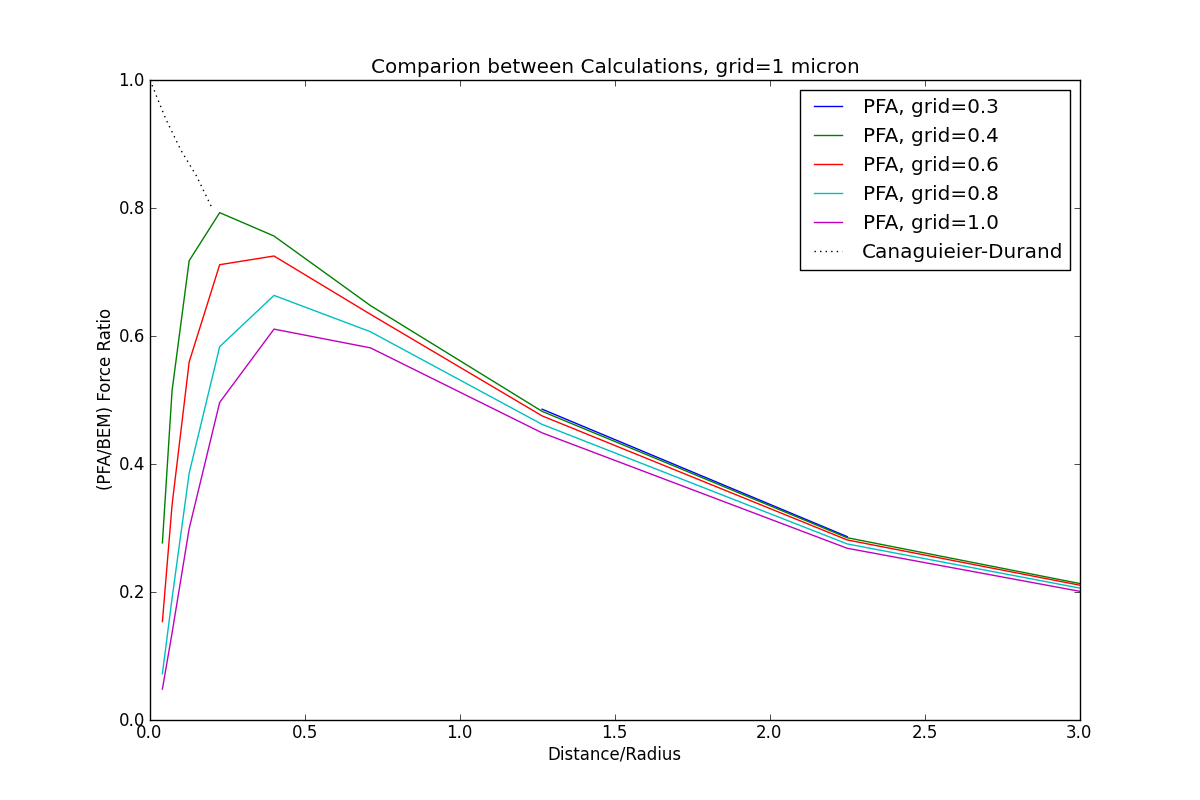 Comparion between Calculations, grid=1 micron
1.0
0.8
0.6
0.4
0.2
0.0
(PFA/BEM) Force Ratio
PFA, grid=0.3
PFA, grid=0.4
PFA, grid=0.6
PFA, grid=0.8
PFA, grid=1.0
Canaguieier-Durand
0.0 0.5 1.0 1.5 2.0 2.5 3.0
Distance/Radius